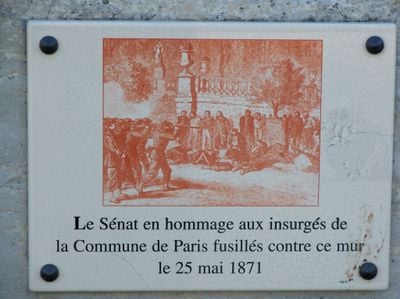 Le Sénat en hommage aux insurgés de
la Commune de Paris fusillés contre ce mur
le 25 mai 1871